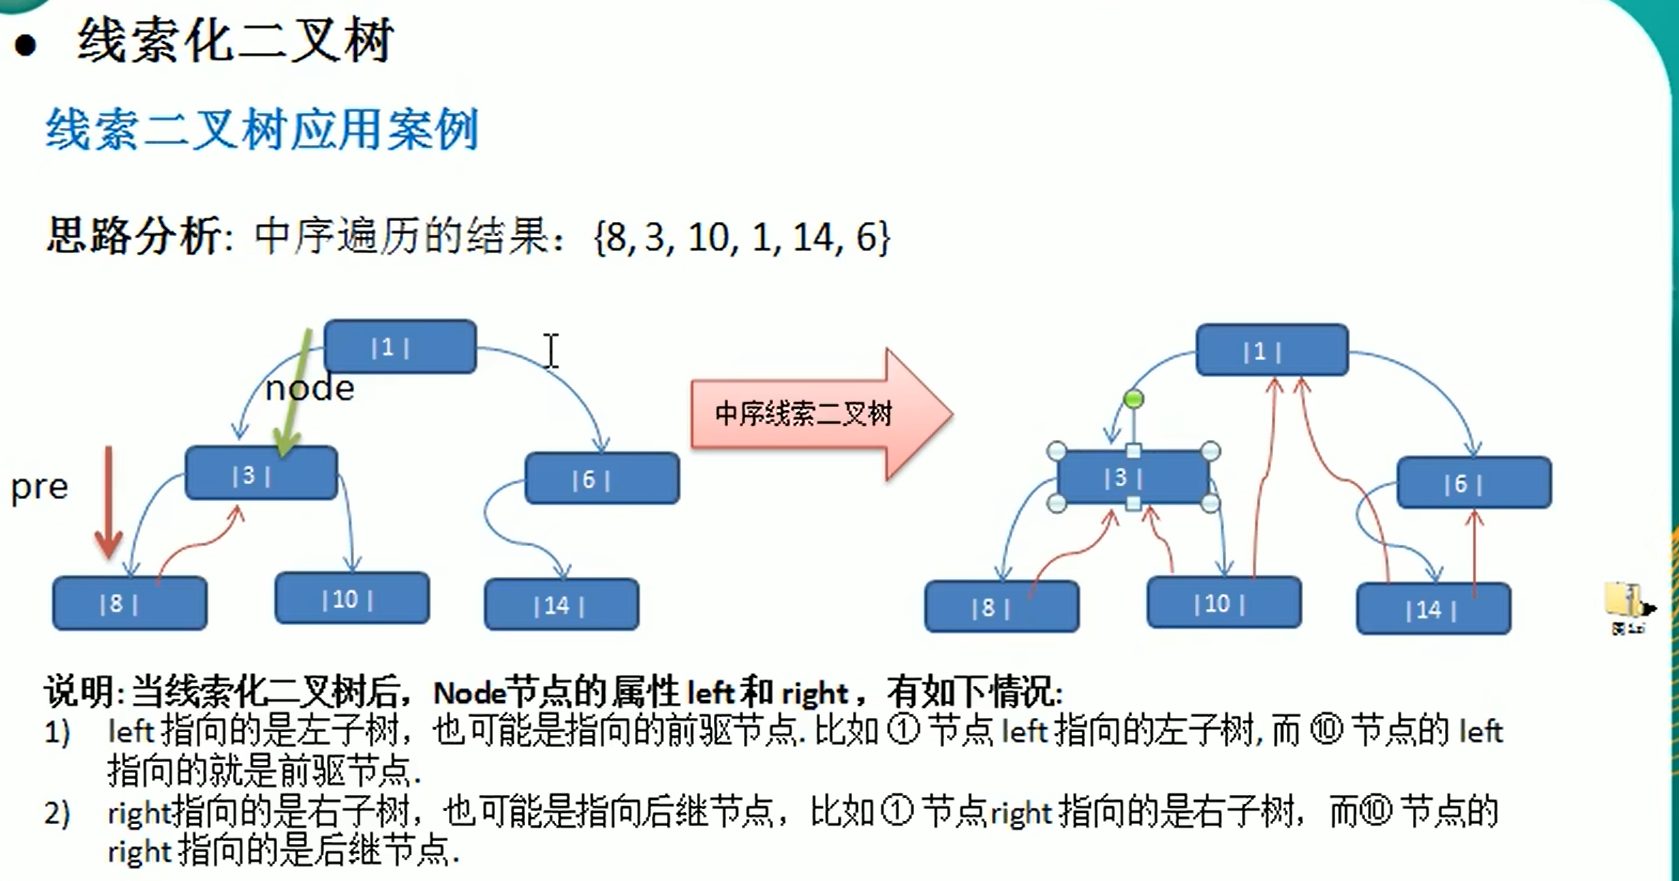 ● 线索化二叉树
线索二叉树应用案例
思路分析: 中序遍历的结果：{8, 3, 10, 1, 14, 6}
|1 |
node
|3 |
|6 |
pre
|8 |
|10 |
|14 |
中序线索二叉树
|1 |
|3 |
|6 |
|8 |
|10 |
|14 |
说明: 当线索化二叉树后，Node节点的属性 left 和 right ，有如下情况:
1) left 指向的是左子树，也可能是指向的前驱节点. 比如 ① 节点 left 指向的左子树, 而 ⑩ 节点的 left
指向的就是前驱节点.
2) right指向的是右子树，也可能是指向后继节点，比如 ① 节点right 指向的是右子树，而⑩ 节点的
right 指向的是后继节点.